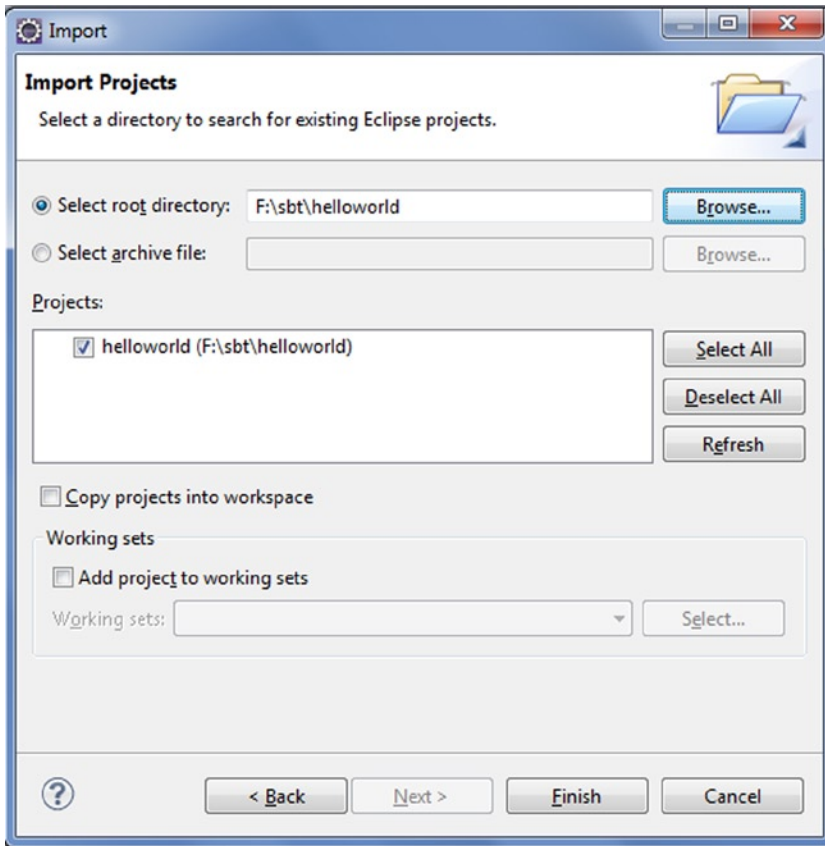 Import
Import Projects
Select a directory to search for existing Eclipse projects.
Select root directory: F:\sbt\helloworld Browse...
Select archive file: Browse...
Projects:
helloworld (F:\sbt\helloworld) Select All
Deselect All
Refresh
Copy projects into workspace
Working sets
Add project to working sets
Working sets: Select...
? < Back Next > Finish Cancel